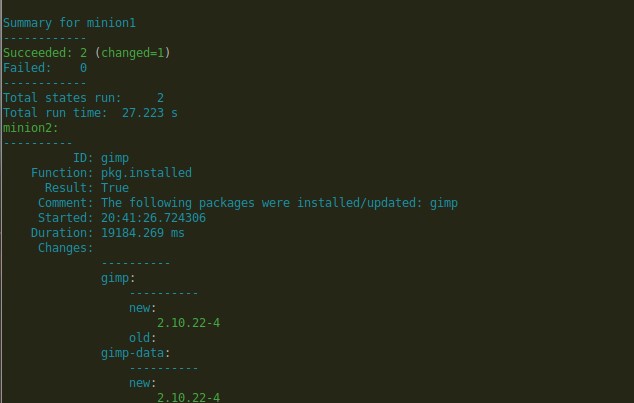 Summary for minion1
------------
Succeeded: 2 (changed=1)
Failed:    0
------------
Total states run:     2
Total run time:  27.223 s
minion2:
----------
          ID: gimp
    Function: pkg.installed
      Result: True
     Comment: The following packages were installed/updated: gimp
     Started: 20:41:26.724306
    Duration: 19184.269 ms
     Changes:
              ----------
              gimp:
                  ----------
                  new:
                      2.10.22-4
                  old:
              gimp-data:
                  ----------
                  new:
                      2.10.22-4